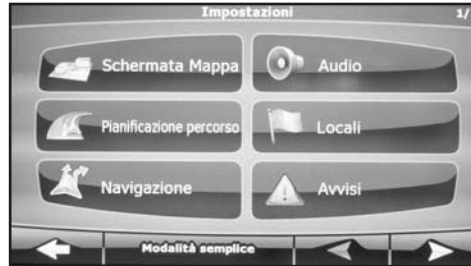 Impostazioni 1/
Schermata Mappa Audio
Pianificazione percorso Locali
Navigazione Avvisi
Modalità semplice